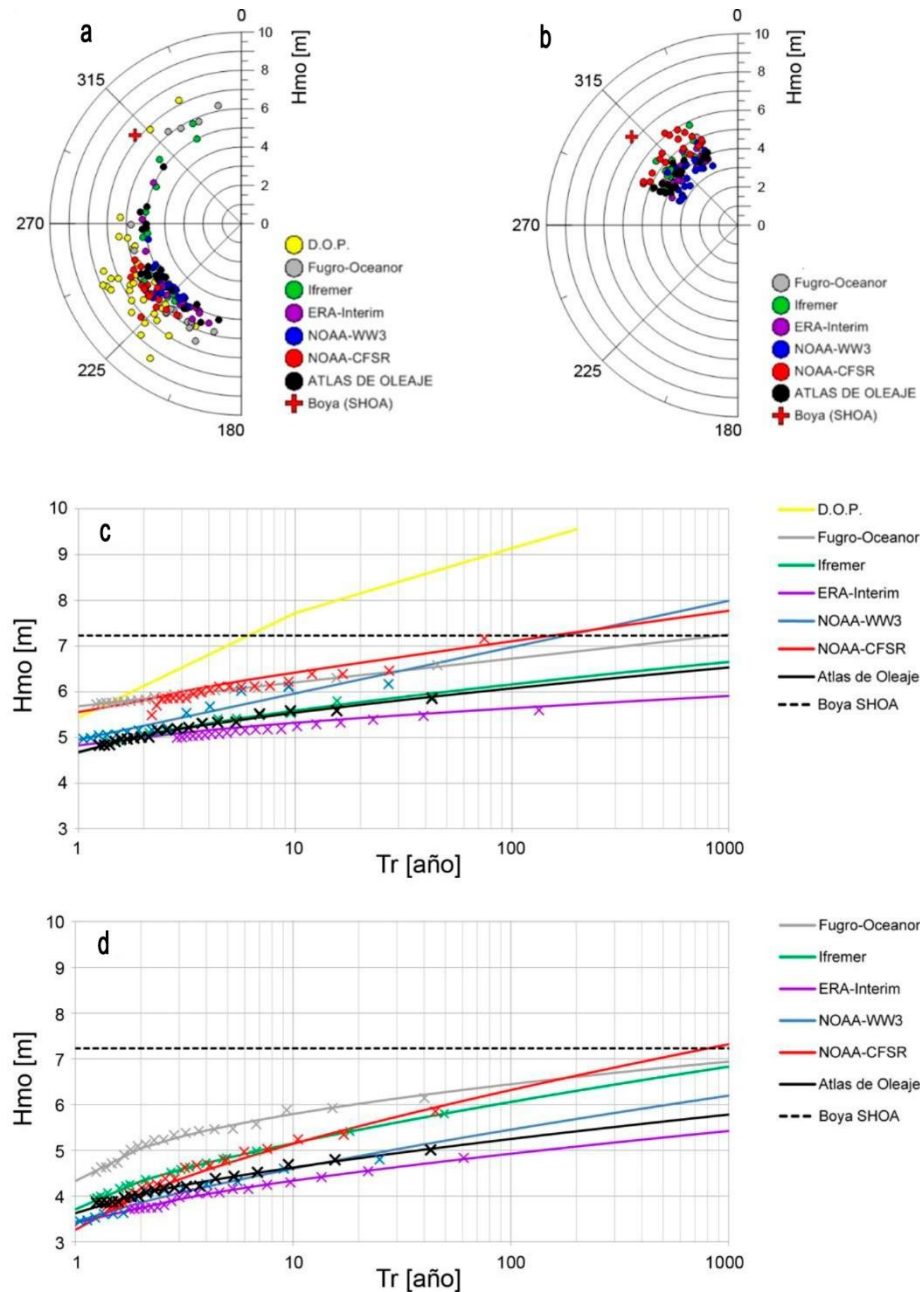 a
0
315
270
225
180
10
8
6
4
2
0
Hmo [m]
D.O.P.
Fugro-Oceanor
Ifremer
ERA-Interim
NOAA-WW3
NOAA-CFSR
ATLAS DE OLEAJE
Boya (SHOA)
b
0
315
270
225
180
10
8
6
4
2
0
Hmo [m]
Fugro-Oceanor
Ifremer
ERA-Interim
NOAA-WW3
NOAA-CFSR
ATLAS DE OLEAJE
Boya (SHOA)
c
Hmo [m]
10
9
8
7
6
5
4
3
1
10
100
1000
Tr [año]
D.O.P.
Fugro-Oceanor
Ifremer
ERA-Interim
NOAA-WW3
NOAA-CFSR
Atlas de Oleaje
Boya SHOA
d
Hmo [m]
10
9
8
7
6
5
4
3
1
10
100
1000
Tr [año]
Fugro-Oceanor
Ifremer
ERA-Interim
NOAA-WW3
NOAA-CFSR
Atlas de Oleaje
Boya SHOA